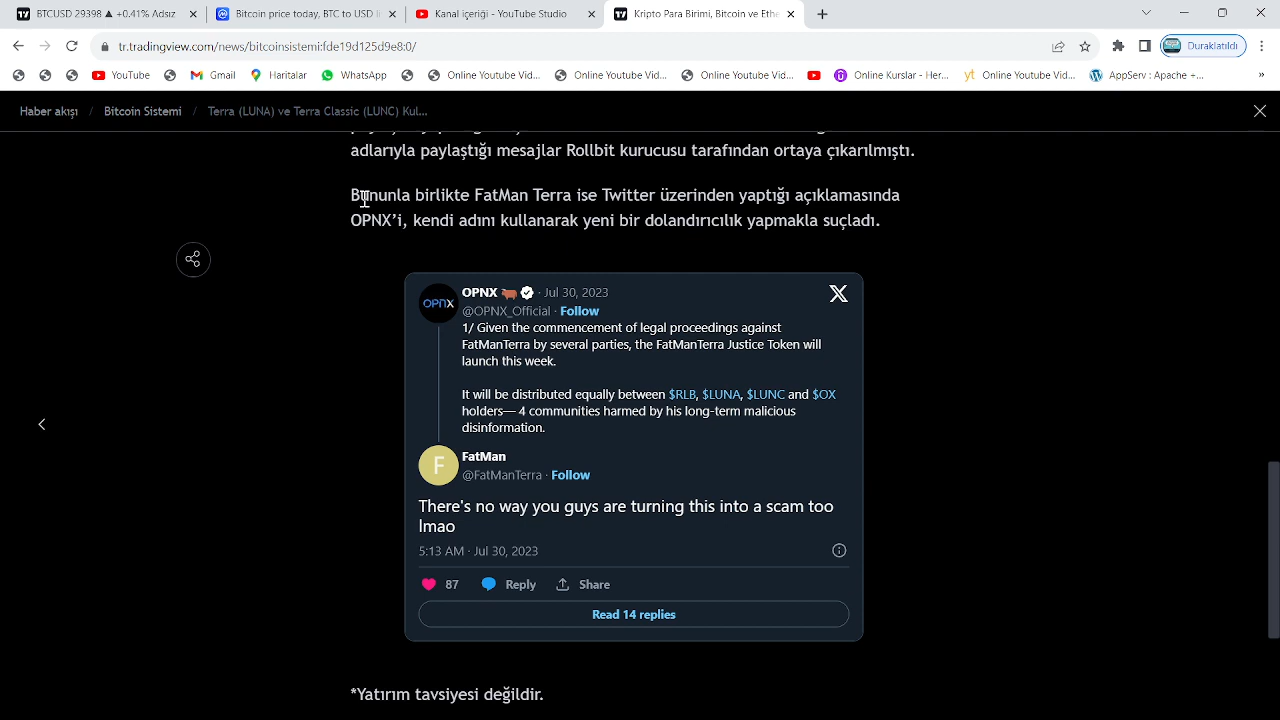 BTCUSD 29398 ▲ +0.41% Adsız
Bitcoin price today, BTC to USD li
Kanal içeriği - YouTube Studio
Kripto Para Birimi, Bitcoin ve Ethe
tr.tradingview.com/news/bitcoinsistemi:fde19d125d9e8:0/
Duraklatıldı
YouTube
Gmail
Haritalar
WhatsApp
Online Youtube Vid...
Online Youtube Vid...
Online Youtube Vid...
Online Kurslar - Her...
yt Online Youtube Vid...
AppServ : Apache +...
»
Haber akışı / Bitcoin Sistemi / Terra (LUNA) ve Terra Classic (LUNC) Kul...
adlarıyla paylaştığı mesajlar Rollbit kurucusu tarafından ortaya çıkarılmıştı.
Bununla birlikte FatMan Terra ise Twitter üzerinden yaptığı açıklamasında
OPNX’i, kendi adını kullanarak yeni bir dolandırıcılık yapmakla suçladı.
OPNX
OPNX · Jul 30, 2023
@OPNX_Official · Follow
1/ Given the commencement of legal proceedings against
FatManTerra by several parties, the FatManTerra Justice Token will
launch this week.
It will be distributed equally between $RLB, $LUNA, $LUNC and $OX
holders— 4 communities harmed by his long-term malicious
disinformation.
F
FatMan
@FatManTerra · Follow
There's no way you guys are turning this into a scam too
lmao
5:13 AM · Jul 30, 2023
87 Reply Share
Read 14 replies
*Yatırım tavsiyesi değildir.